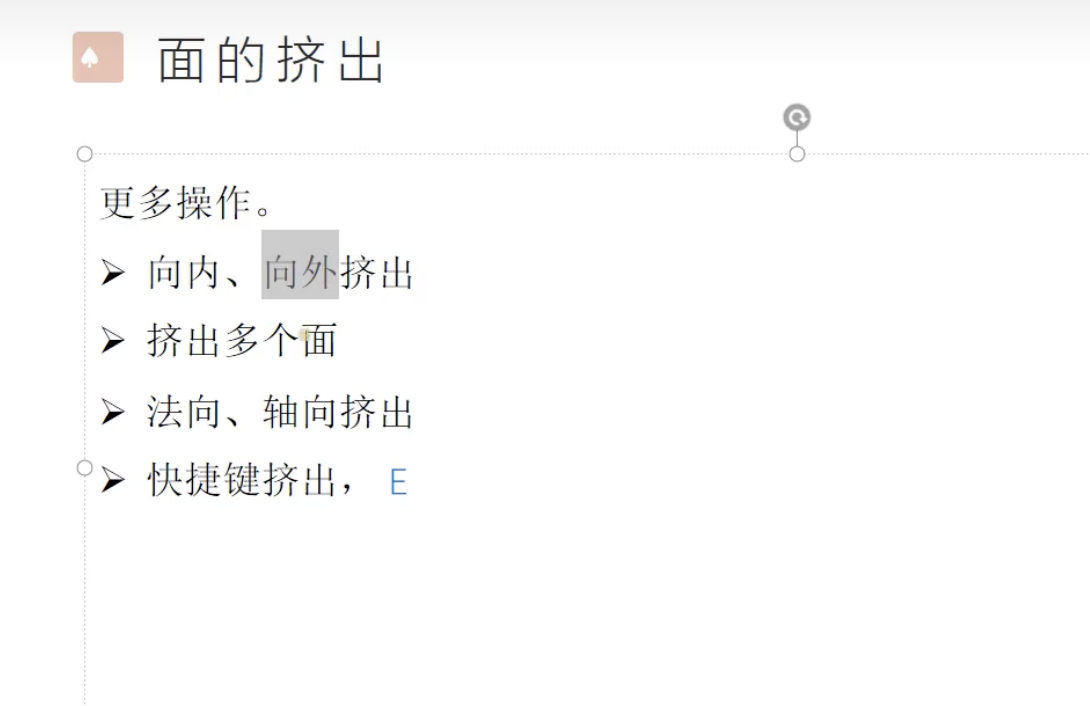 面的挤出
更多操作。
➢ 向内、向外挤出
➢ 挤出多个面
➢ 法向、轴向挤出
➢ 快捷键挤出， E